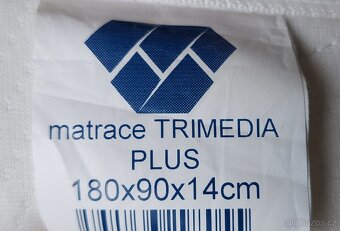 matrace TRIMEDIA
PLUS
180x90x14cm